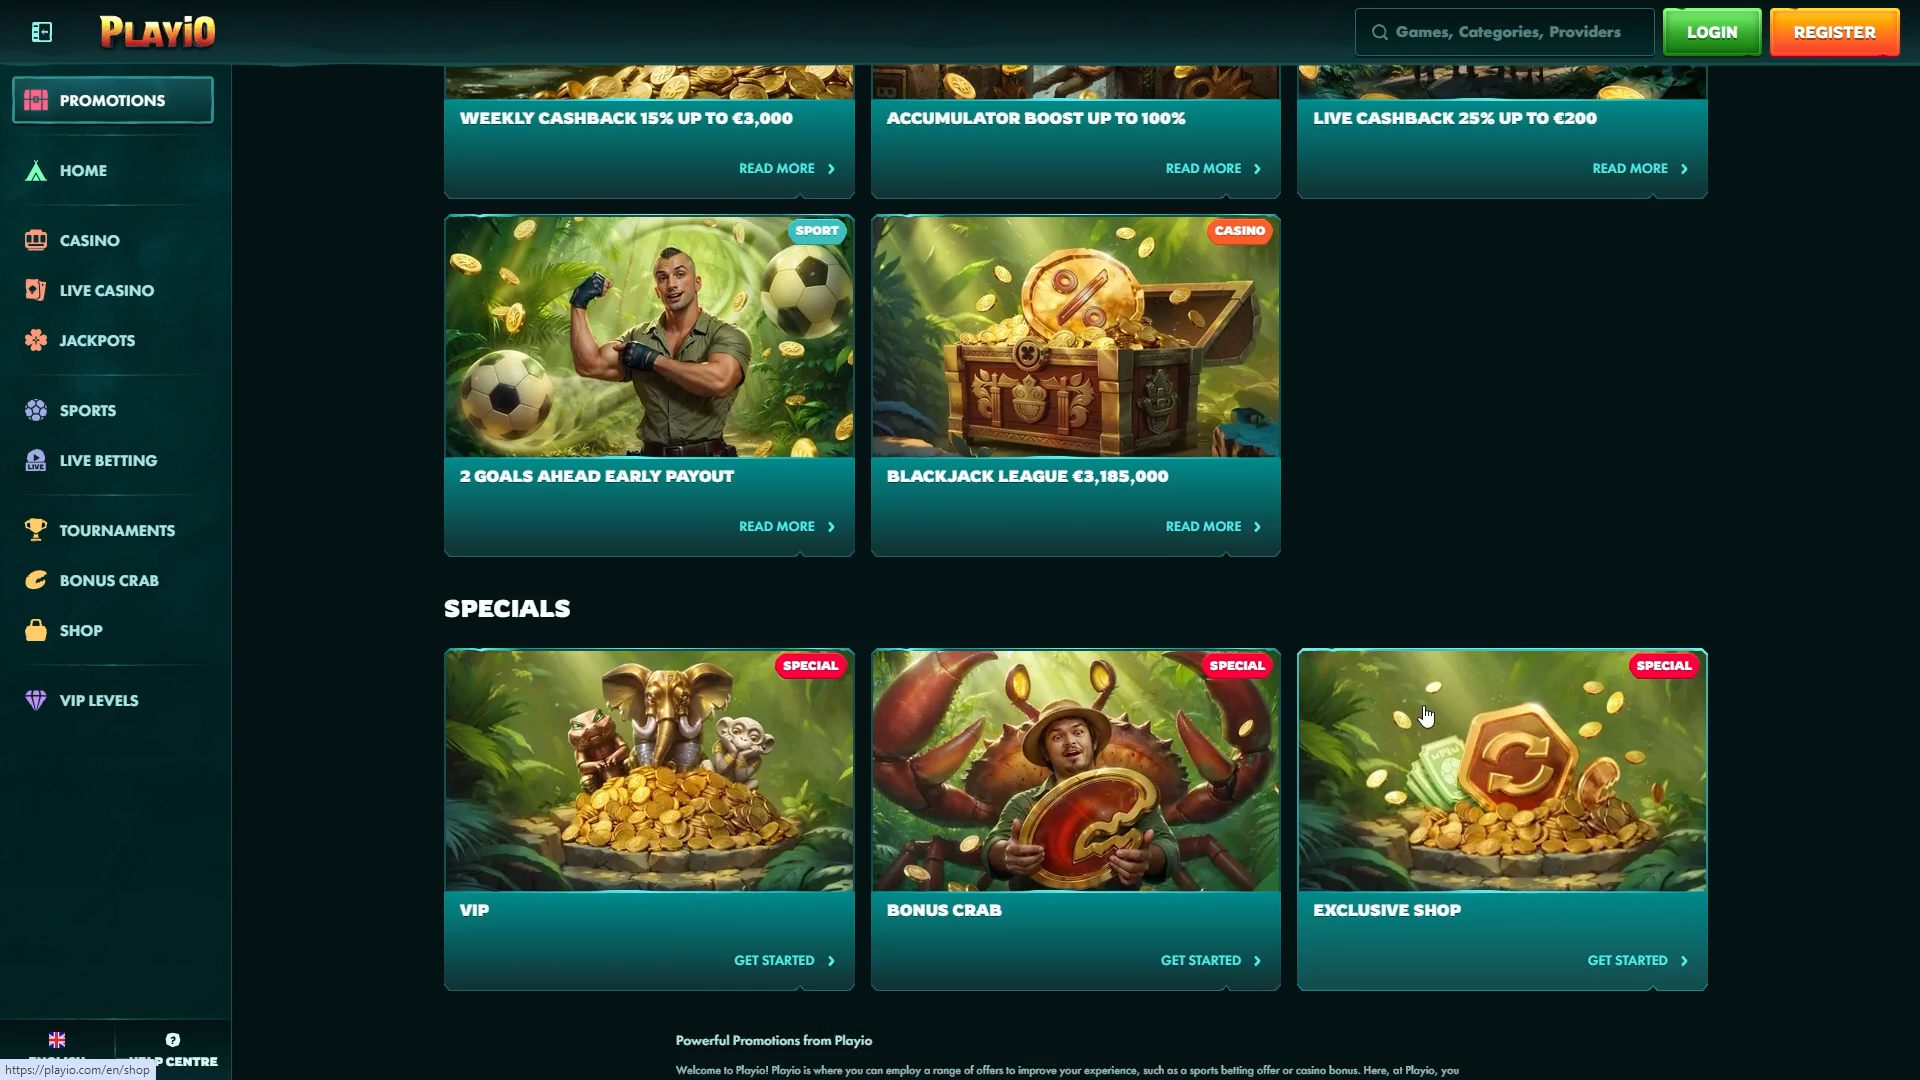 PLAYIO
Games, Categories, Providers
LOGIN
REGISTER
PROMOTIONS
HOME
CASINO
LIVE CASINO
JACKPOTS
SPORTS
LIVE BETTING
TOURNAMENTS
BONUS CRAB
SHOP
VIP LEVELS
HELP CENTRE
https://playio.com/en/shop
WEEKLY CASHBACK 15% UP TO €3,000
READ MORE
ACCUMULATOR BOOST UP TO 100%
READ MORE
LIVE CASHBACK 25% UP TO €200
READ MORE
SPORT
2 GOALS AHEAD EARLY PAYOUT
READ MORE
CASINO
BLACKJACK LEAGUE €3,185,000
READ MORE
SPECIALS
SPECIAL
VIP
GET STARTED
SPECIAL
BONUS CRAB
GET STARTED
SPECIAL
EXCLUSIVE SHOP
GET STARTED
Powerful Promotions from Playio
Welcome to Playio! Playio is where you can employ a range of offers to improve your experience, such as a sports betting offer or casino bonus. Here, at Playio, you